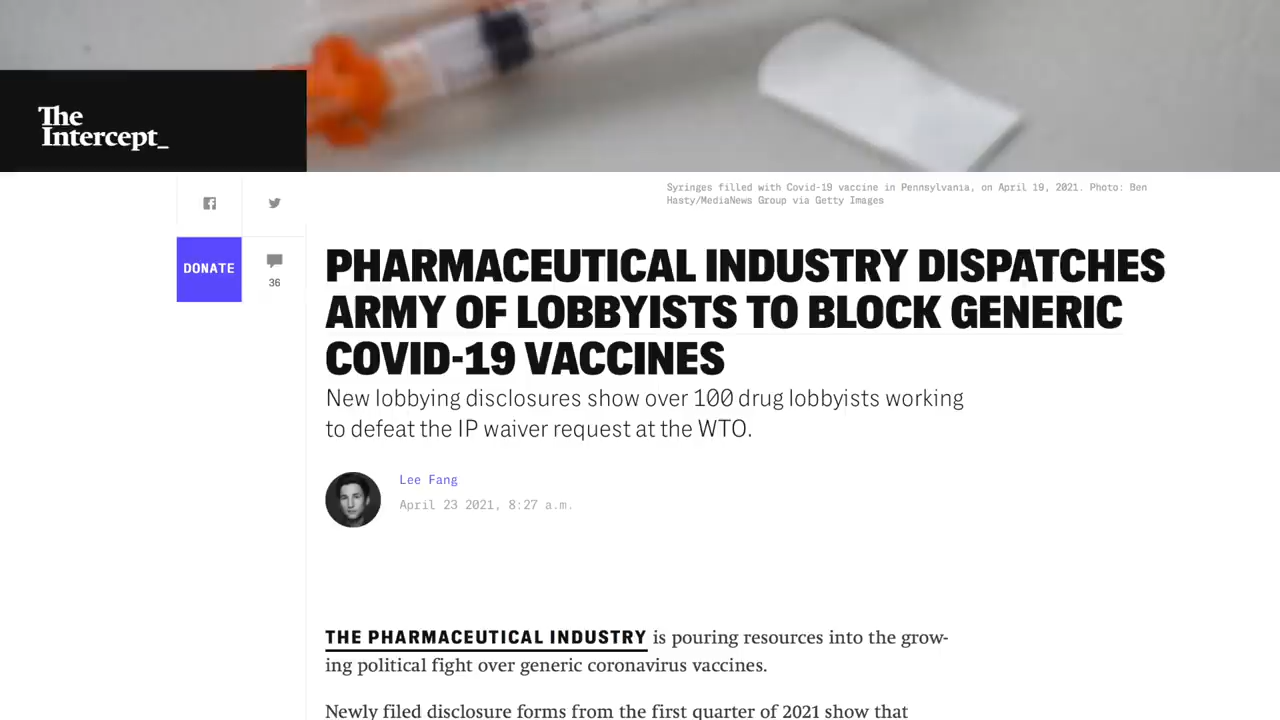 The
Intercept_
Syringes filled with Covid-19 vaccine in Pennsylvania, on April 19, 2021. Photo: Ben
Hasty/MediaNews Group via Getty Images
DONATE
36
PHARMACEUTICAL INDUSTRY DISPATCHES
ARMY OF LOBBYISTS TO BLOCK GENERIC
COVID-19 VACCINES
New lobbying disclosures show over 100 drug lobbyists working
to defeat the IP waiver request at the WTO.
Lee Fang
April 23 2021, 8:27 a.m.
THE PHARMACEUTICAL INDUSTRY is pouring resources into the grow-
ing political fight over generic coronavirus vaccines.
Newly filed disclosure forms from the first quarter of 2021 show that